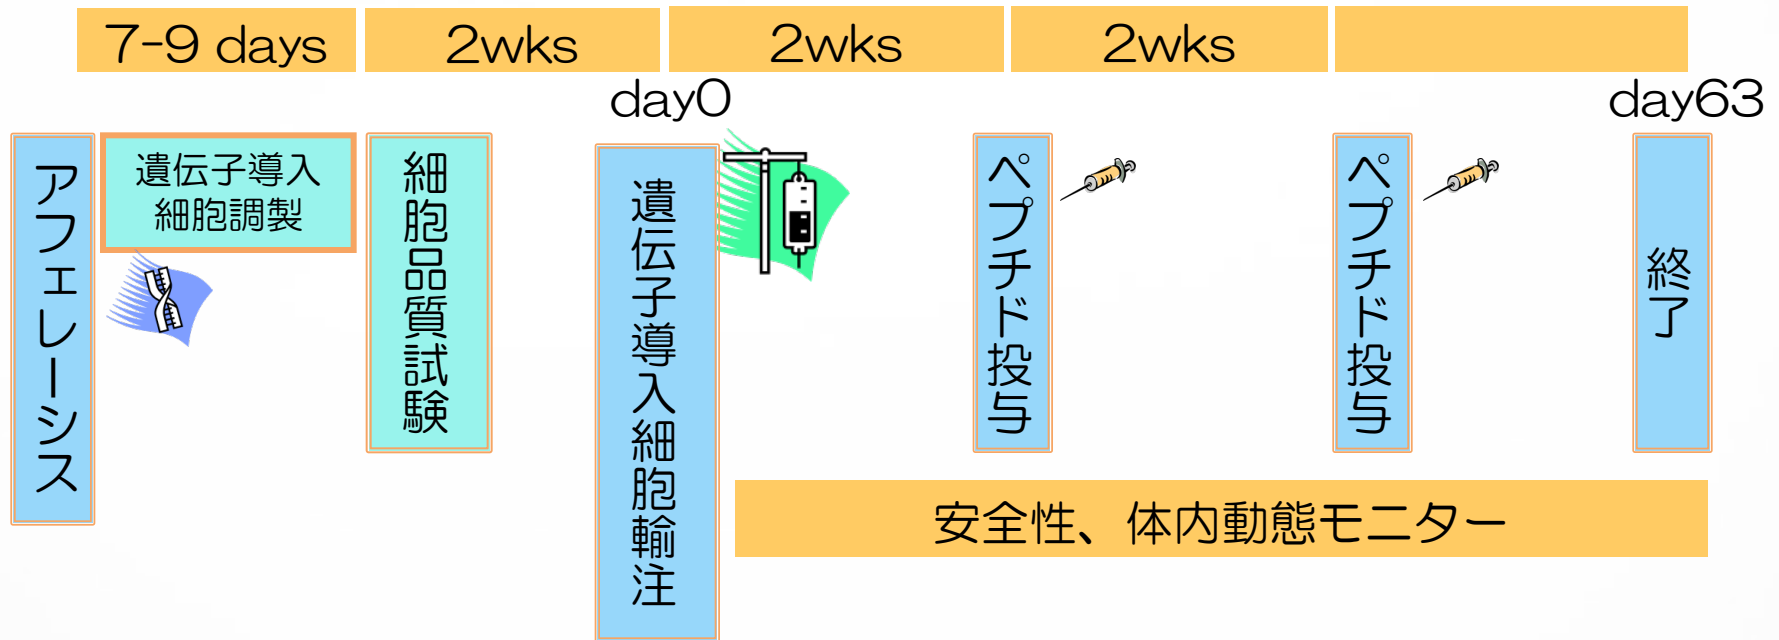 7-9 days
2wks
2wks
2wks
day0
day63
アフェレーシス
遺伝子導入
細胞調製
細胞品質試験
遺伝子導入細胞輸注
ペプチド投与
ペプチド投与
終了
安全性、体内動態モニター